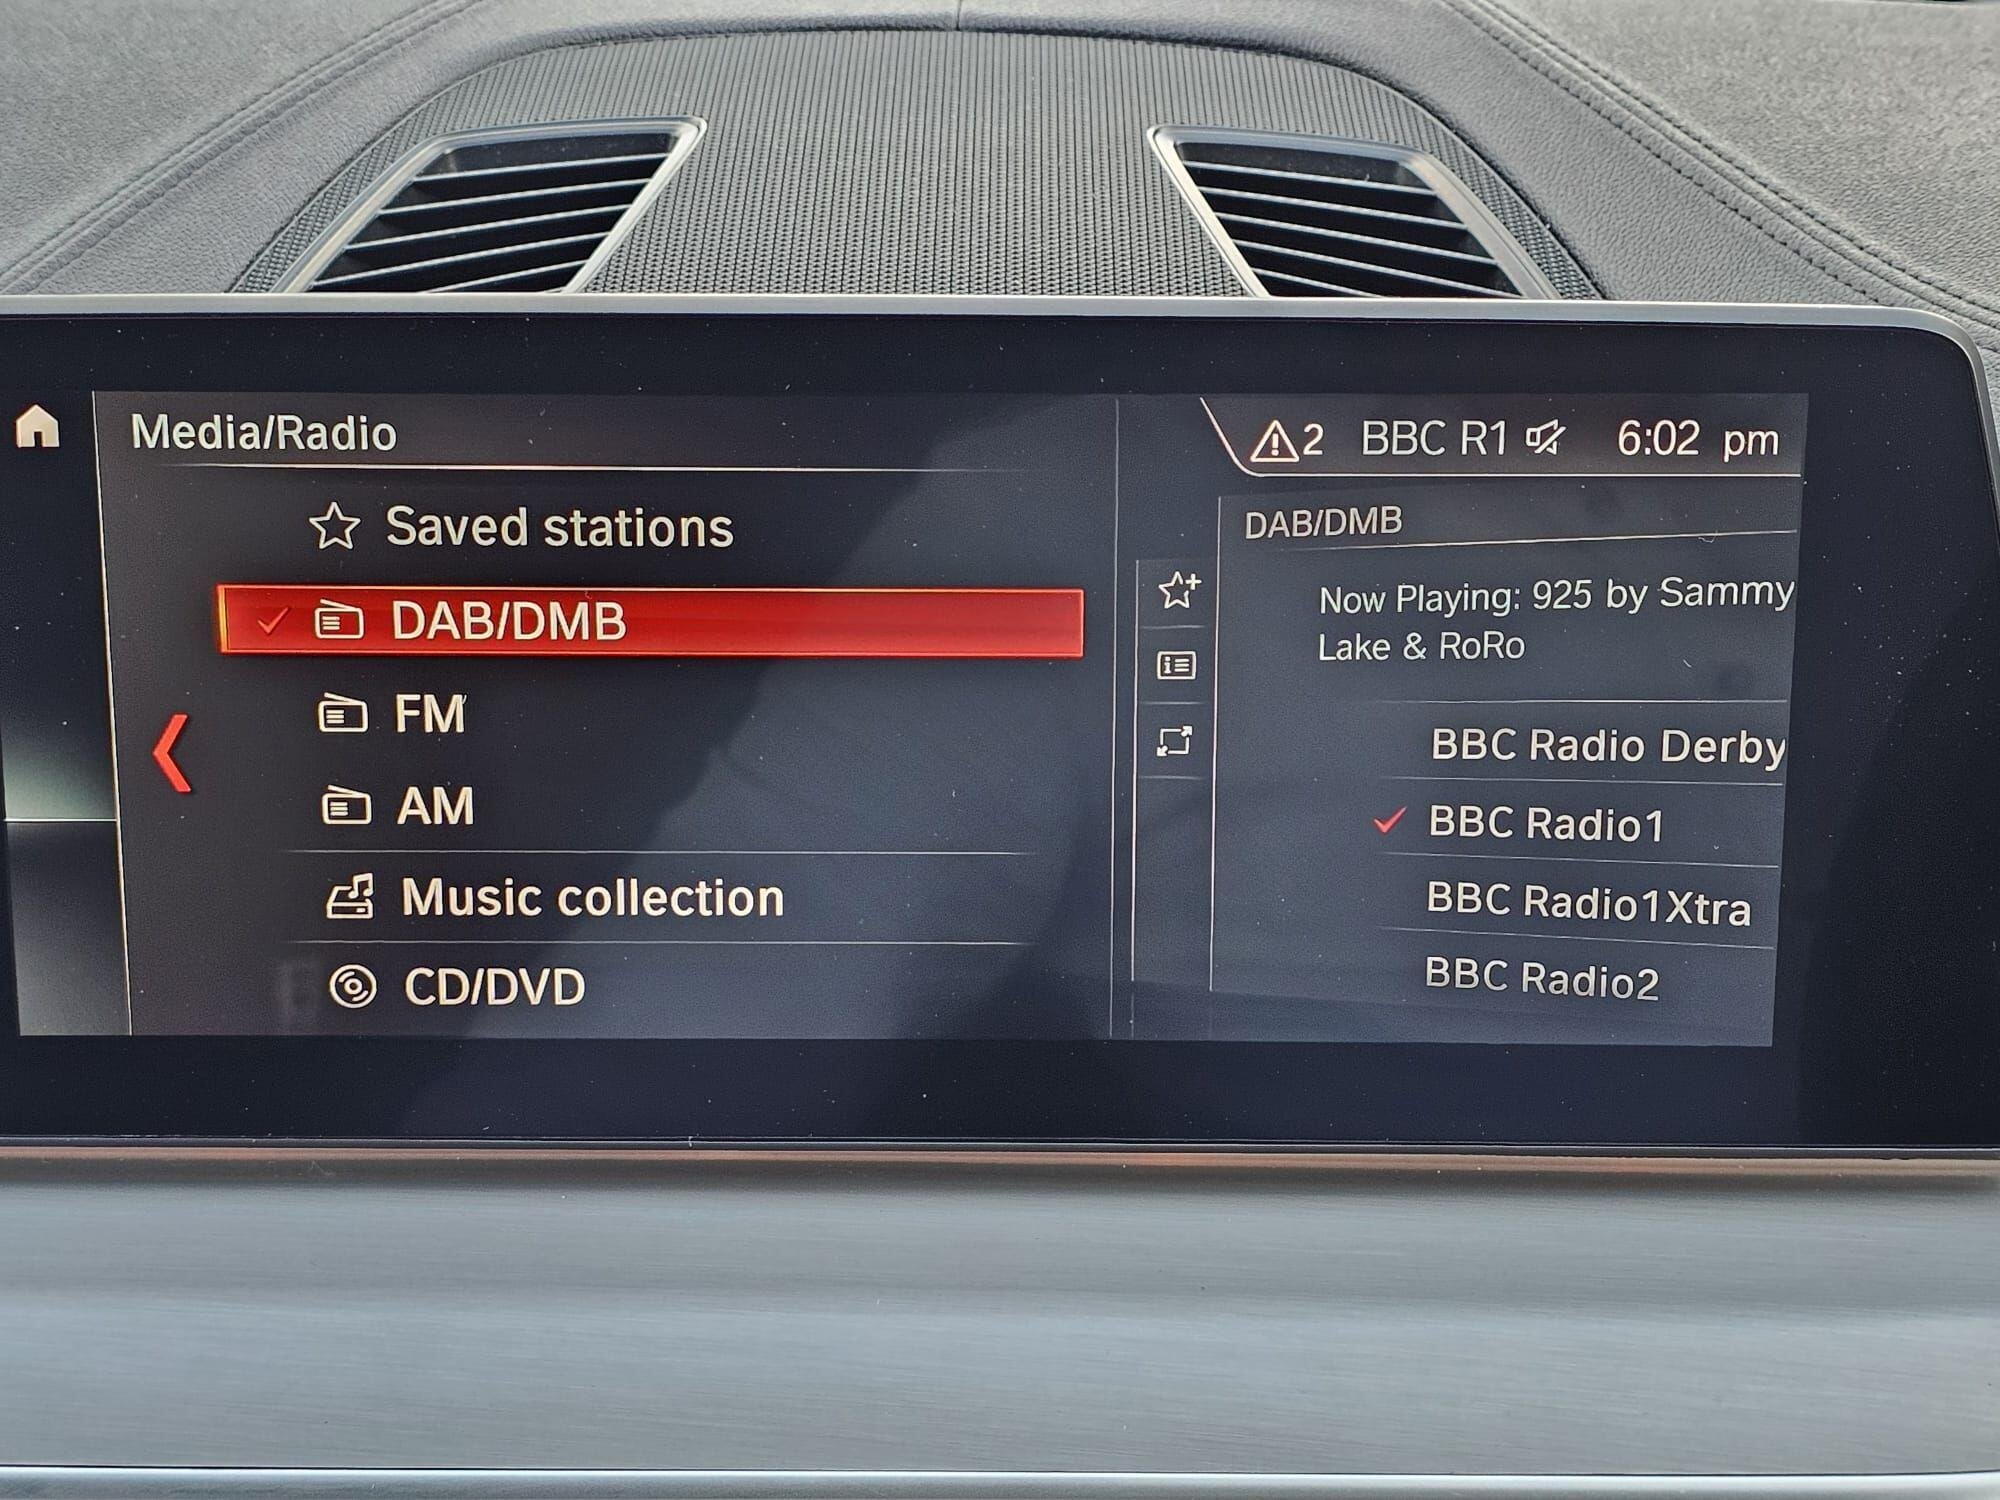 Media/Radio
Saved stations
DAB/DMB
FM
AM
Music collection
CD/DVD
2 BBC R1 6:02 pm
DAB/DMB
Now Playing: 925 by Sammy
Lake & RoRo
BBC Radio Derby
BBC Radio1
BBC Radio1Xtra
BBC Radio2